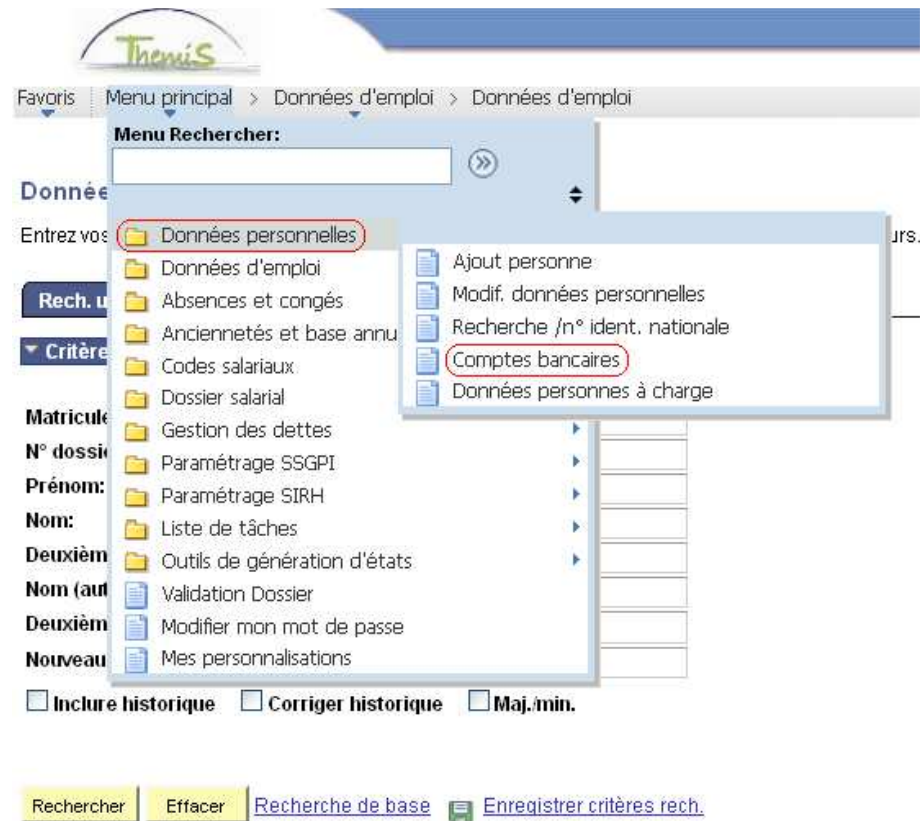 ThemiS
Favoris Menu principal > Données d'emploi > Données d'emploi
Menu Rechercher:
Donnée
Entrez vos
urs.
Données personnelles
Données d'emploi
Absences et congés
Anciennetés et base annu
Codes salariaux
Dossier salarial
Gestion des dettes
Paramétrage SSGPI
Paramétrage SIRH
Liste de tâches
Outils de génération d'états
Validation Dossier
Modifier mon mot de passe
Mes personnalisations
Ajout personne
Modif. données personnelles
Recherche /n° ident. nationale
Comptes bancaires
Données personnes à charge
Rech. u
Critère
Matricule
N° dossie
Prénom:
Nom:
Deuxièm
Nom (aut
Deuxièm
Nouveau
Inclure historique Corriger historique Maj./min.
Rechercher Effacer Recherche de base Enregistrer critères rech.